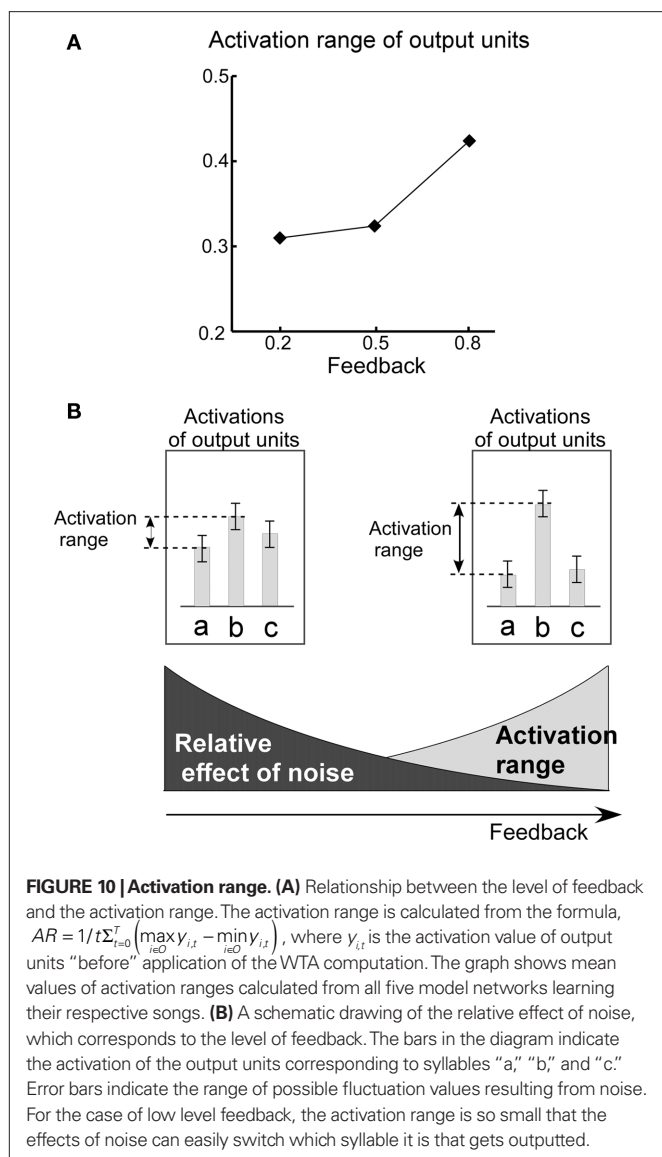 A
Activation range of output units
0.5
0.4
0.3
0.2
0.2 0.5 0.8
Feedback
B
Activations
of output units
Activation
range
a b c
Activations
of output units
Activation
range
a b c
Relative
effect of noise
Activation
range
Feedback
FIGURE 10 | Activation range. (A) Relationship between the level of feedback
and the activation range. The activation range is calculated from the formula,
AR = 1/tΣ_{t=0}^{T}(max_{i∈O} y_{i,t} − min_{i∈O} y_{i,t}), where y_{i,t} is the activation value of output
units “before” application of the WTA computation. The graph shows mean
values of activation ranges calculated from all five model networks learning
their respective songs. (B) A schematic drawing of the relative effect of noise,
which corresponds to the level of feedback. The bars in the diagram indicate
the activation of the output units corresponding to syllables “a,” “b,” and “c.”
Error bars indicate the range of possible fluctuation values resulting from noise.
For the case of low level feedback, the activation range is so small that the
effects of noise can easily switch which syllable it is that gets outputted.